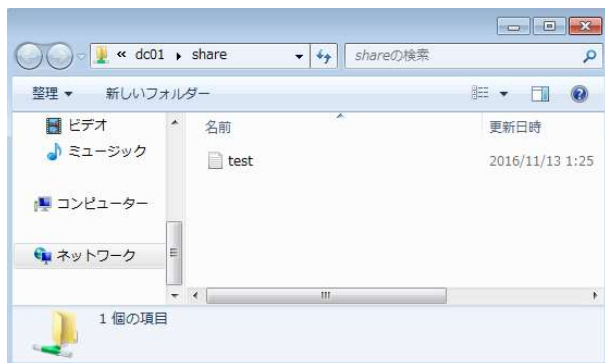 « dc01 ▸ share
shareの検索
整理 ▼ 新しいフォルダー
名前 更新日時
ビデオ
ミュージック
コンピューター
ネットワーク
test 2016/11/13 1:25
1 個の項目